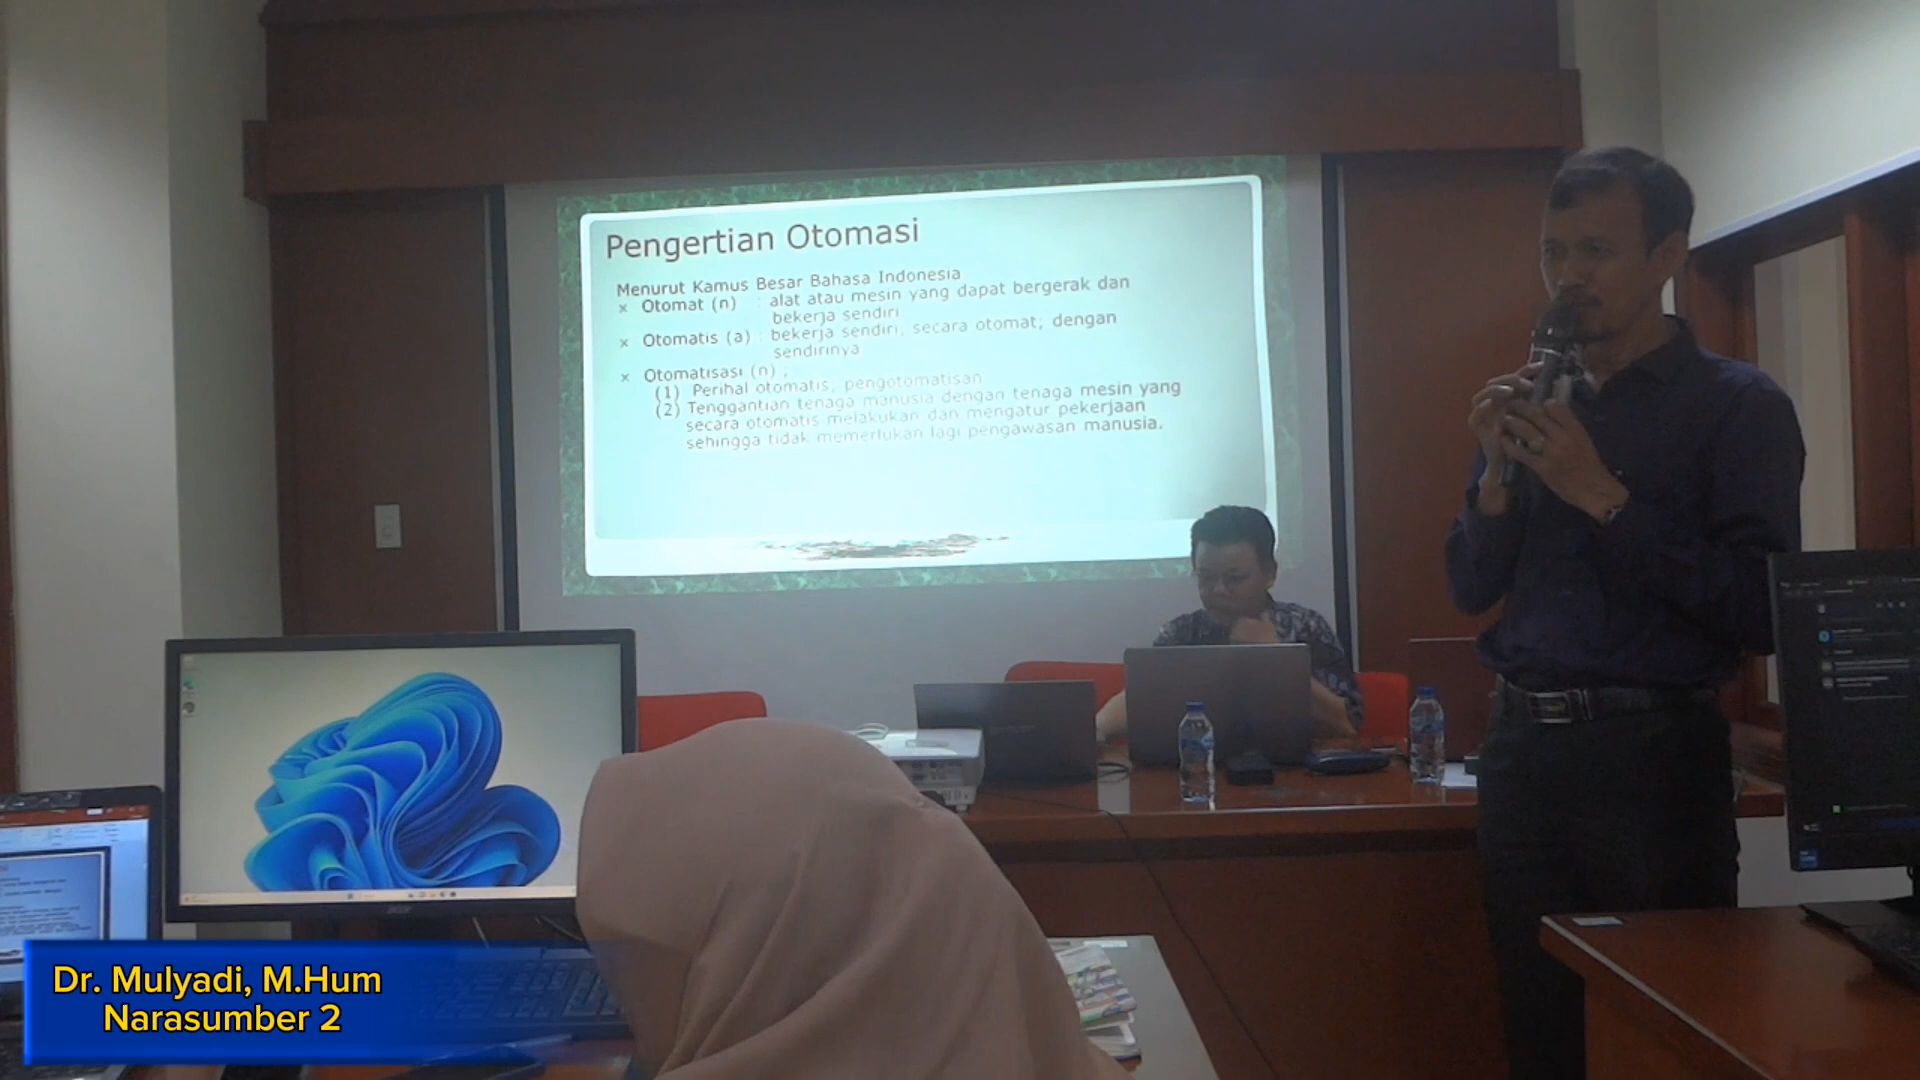 Pengertian Otomasi
Menurut Kamus Besar Bahasa Indonesia
× Otomat (n) : alat atau mesin yang dapat bergerak dan
bekerja sendiri
× Otomatis (a) : bekerja sendiri; secara otomat; dengan
sendirinya
× Otomatisasi (n) ;
(1) Perihal otomatis; pengotomatisan
(2) Tenggantian tenaga manusia dengan tenaga mesin yang
secara otomatis melakukan dan mengatur pekerjaan
sehingga tidak memerlukan lagi pengawasan manusia.
acer
Dr. Mulyadi, M.Hum
Narasumber 2